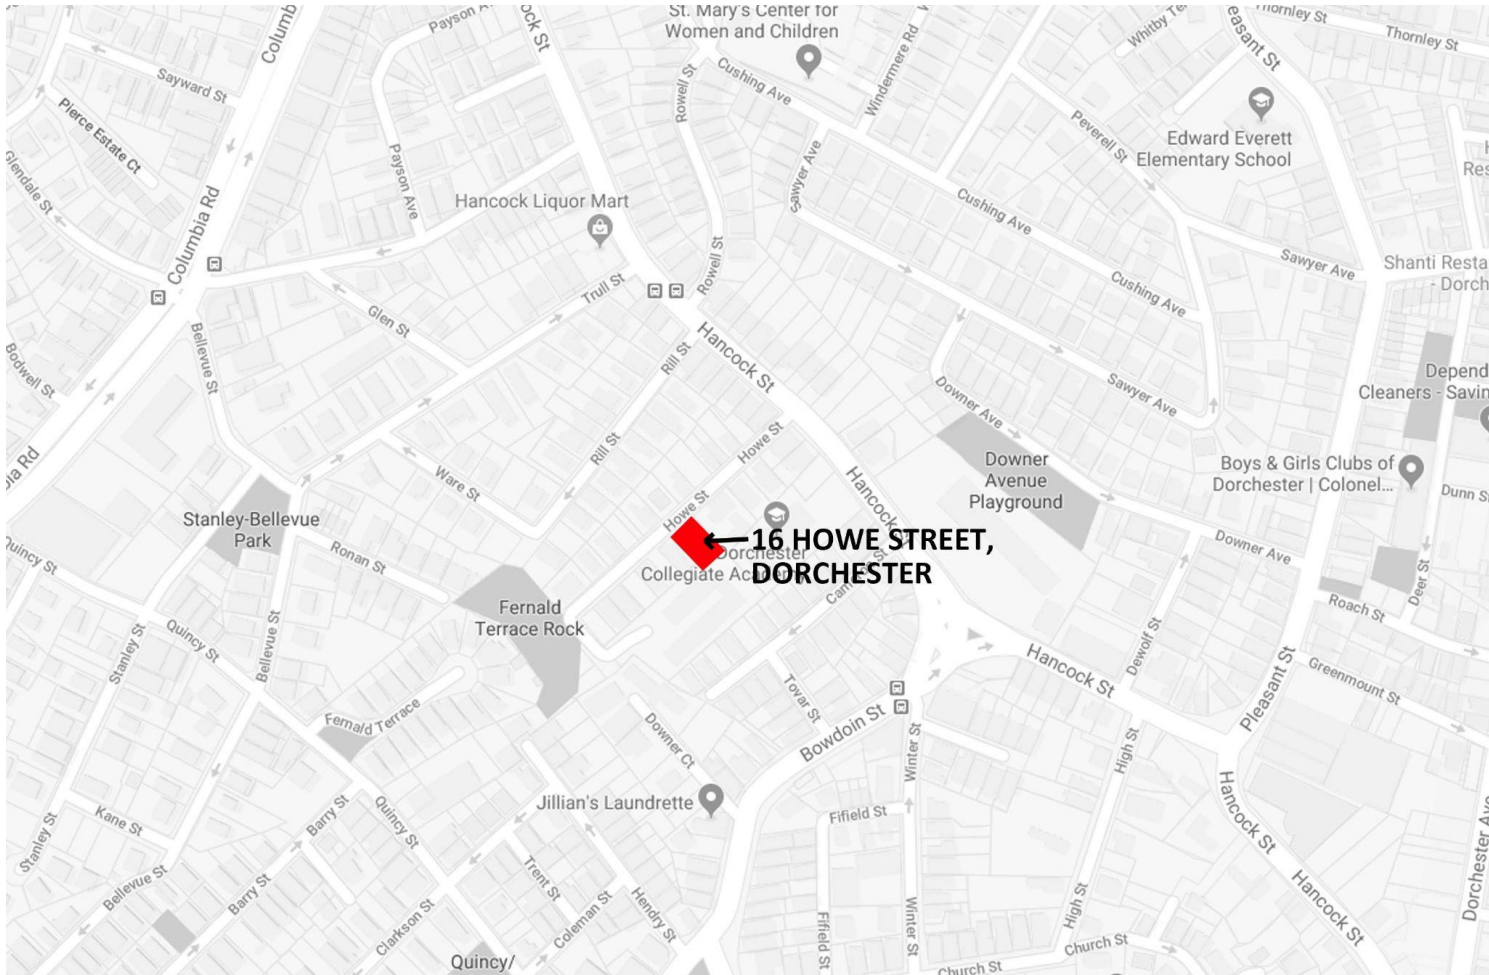 Payson A
ock St
St. Mary's Center for
Women and Children
Windermere Rd
Whitby Te
easant St
Thornley St
Thornley St
Columb
Sayward St
Pierce Estate Ct
Glendale St
Columbia Rd
Payson Ave
Rowell St
Cushing Ave
Sawyer Ave
Peverell St
Edward Everett
Elementary School
Res
Hancock Liquor Mart
Rowell St
Cushing Ave
Cushing Ave
Sawyer Ave
Shanti Resta
- Dorch
Trull St
Glen St
Bellevue St
Bodwell St
Rill St
Hancock St
Sawyer Ave
Downer Ave
Depend
Cleaners - Savin
Howe St
Rill St
Ware St
bia Rd
Hancock
Downer
Avenue
Playground
Boys & Girls Clubs of
Dorchester | Colonel...
Dunn S
Stanley-Bellevue
Park
Howe St
16 HOWE STREET,
DORCHESTER
Dorchester
Collegiate Academy
Downer Ave
Ronan St
Quincy St
Fernald
Terrace Rock
Deer St
Roach St
Quincy St
Stanley St
Bellevue St
Dewolf St
Hancock St
Pleasant St
Greenmount St
Fernald Terrace
Tovar St
Bowdoin St
Downer Ct
Winter St
High St
Jillian's Laundrette
Fifield St
Hancock St
Kane St
Stanley St
Barry St
Quincy St
Bellevue St
Barry St
Trent St
Clarkson St
Coleman St
Hendry St
Fifield St
Winter St
High St
Hancock St
Dorchester Ave
Church St
Church St
Quincy/